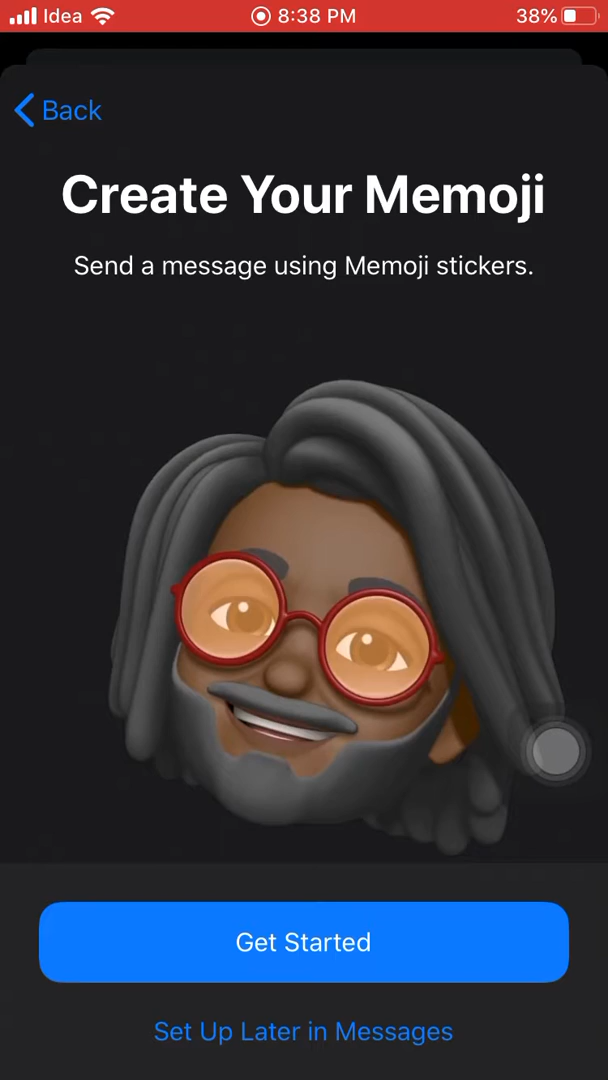 Idea 8:38 PM 38%
Back
Create Your Memoji
Send a message using Memoji stickers.
Get Started
Set Up Later in Messages